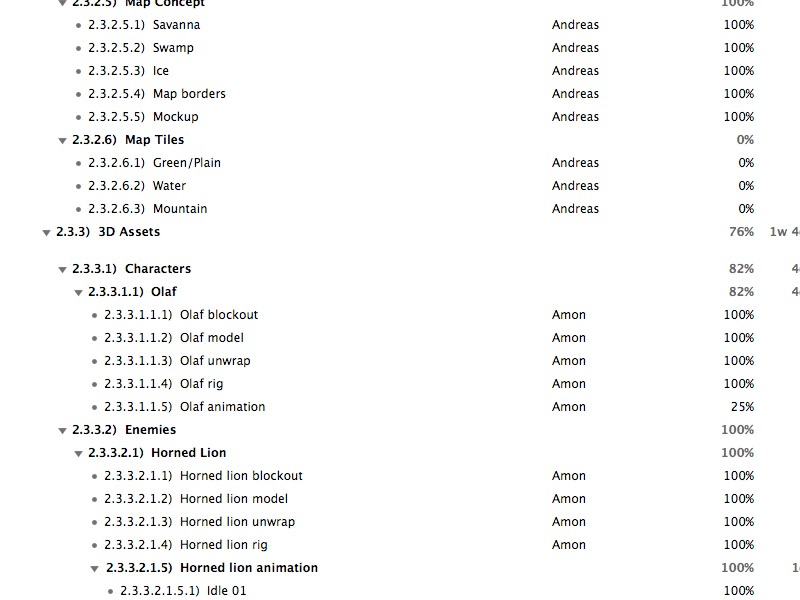 2.3.2.5) Map Concept 100%
2.3.2.5.1) Savanna Andreas 100%
2.3.2.5.2) Swamp Andreas 100%
2.3.2.5.3) Ice Andreas 100%
2.3.2.5.4) Map borders Andreas 100%
2.3.2.5.5) Mockup Andreas 100%
2.3.2.6) Map Tiles 0%
2.3.2.6.1) Green/Plain Andreas 0%
2.3.2.6.2) Water Andreas 0%
2.3.2.6.3) Mountain Andreas 0%
2.3.3) 3D Assets 76% 1w 4
2.3.3.1) Characters 82% 4
2.3.3.1.1) Olaf 82% 4
2.3.3.1.1.1) Olaf blockout Amon 100%
2.3.3.1.1.2) Olaf model Amon 100%
2.3.3.1.1.3) Olaf unwrap Amon 100%
2.3.3.1.1.4) Olaf rig Amon 100%
2.3.3.1.1.5) Olaf animation Amon 25%
2.3.3.2) Enemies 100%
2.3.3.2.1) Horned Lion 100%
2.3.3.2.1.1) Horned lion blockout Amon 100%
2.3.3.2.1.2) Horned lion model Amon 100%
2.3.3.2.1.3) Horned lion unwrap Amon 100%
2.3.3.2.1.4) Horned lion rig Amon 100%
2.3.3.2.1.5) Horned lion animation 100% 1
2.3.3.2.1.5.1) Idle 01 100%